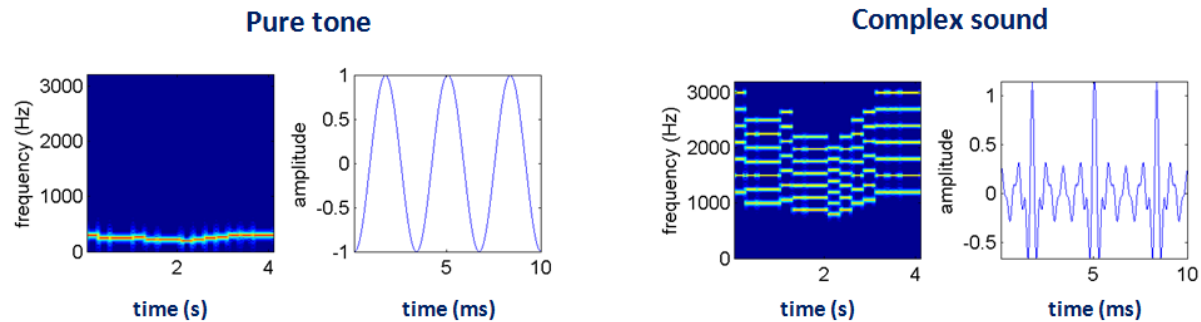 Pure tone
Complex sound
frequency (Hz)
3000
2000
1000
0
2
4
time (s)
amplitude
1
0.5
0
-0.5
-1
5
10
time (ms)
frequency (Hz)
3000
2000
1000
0
2
4
time (s)
amplitude
1
0.5
0
-0.5
5
10
time (ms)